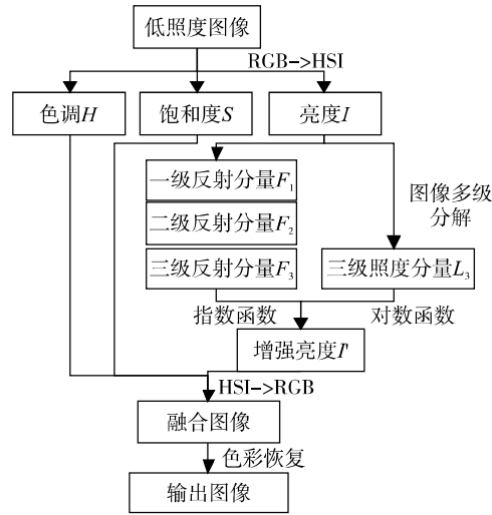 低照度图像
RGB->HSI
色调H
饱和度S
亮度I
一级反射分量F₁
二级反射分量F₂
图像多级
分解
三级反射分量F₃
三级照度分量L₃
指数函数
对数函数
增强亮度I'
HSI->RGB
融合图像
色彩恢复
输出图像